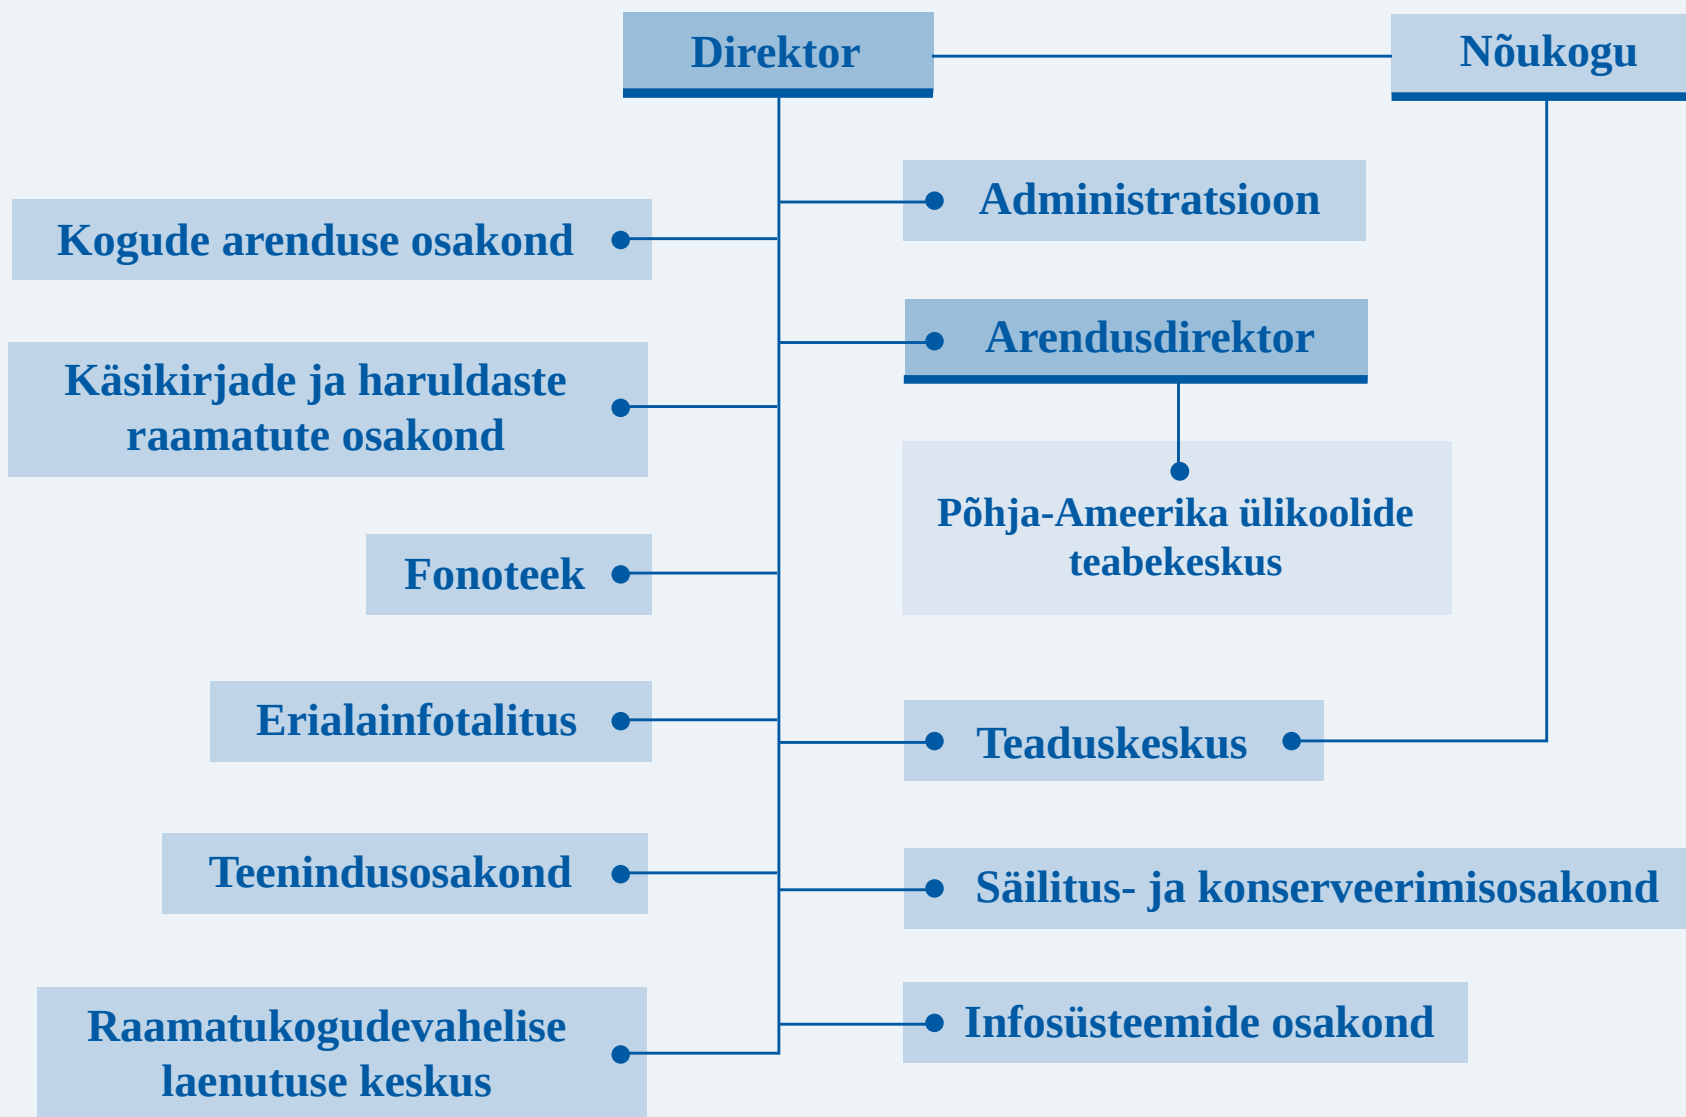 Direktor
Nõukogu
Administratsioon
Kogude arenduse osakond
Arendusdirektor
Käsikirjade ja haruldaste
raamatute osakond
Põhja-Ameerika ülikoolide
teabekeskus
Fonoteek
Erialainfotalitus
Teaduskeskus
Teenindusosakond
Säilitus- ja konserveerimisosakond
Raamatukogudevahelise
laenutuse keskus
Infosüsteemide osakond